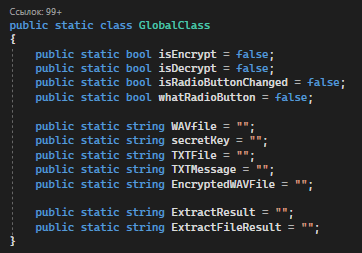 Ссылок: 99+
public static class GlobalClass
{
public static bool isEncrypt = false;
public static bool isDecrypt = false;
public static bool isRadioButtonChanged = false;
public static bool whatRadioButton = false;
public static string WAVfile = "";
public static string secretKey = "";
public static string TXTFile = "";
public static string TXTMessage = "";
public static string EncryptedWAVFile = "";
public static string ExtractResult = "";
public static string ExtractFileResult = "";
}